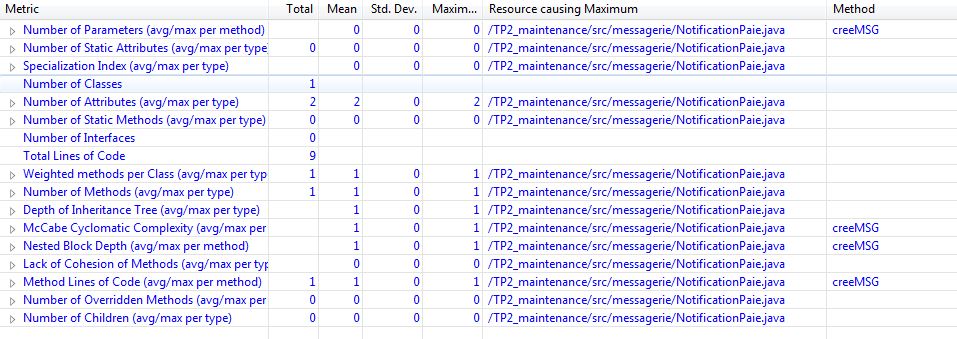 Metric Total Mean Std. Dev. Maxim... Resource causing Maximum Method
Number of Parameters (avg/max per method) 0 0 0 /TP2_maintenance/src/messagerie/NotificationPaie.java creeMSG
Number of Static Attributes (avg/max per type 0 0 0 0 /TP2_maintenance/src/messagerie/NotificationPaie.java
Specialization Index (avg/max per type) 0 0 0 /TP2_maintenance/src/messagerie/NotificationPaie.java
Number of Classes 1
Number of Attributes (avg/max per type) 2 2 0 2 /TP2_maintenance/src/messagerie/NotificationPaie.java
Number of Static Methods (avg/max per type) 0 0 0 0 /TP2_maintenance/src/messagerie/NotificationPaie.java
Number of Interfaces 0
Total Lines of Code 9
Weighted methods per Class (avg/max per typ 1 1 0 1 /TP2_maintenance/src/messagerie/NotificationPaie.java
Number of Methods (avg/max per type) 1 1 0 1 /TP2_maintenance/src/messagerie/NotificationPaie.java
Depth of Inheritance Tree (avg/max per type) 1 0 1 /TP2_maintenance/src/messagerie/NotificationPaie.java
McCabe Cyclomatic Complexity (avg/max per 1 0 1 /TP2_maintenance/src/messagerie/NotificationPaie.java creeMSG
Nested Block Depth (avg/max per method) 1 0 1 /TP2_maintenance/src/messagerie/NotificationPaie.java creeMSG
Lack of Cohesion of Methods (avg/max per typ 0 0 0 /TP2_maintenance/src/messagerie/NotificationPaie.java
Method Lines of Code (avg/max per method) 1 1 0 1 /TP2_maintenance/src/messagerie/NotificationPaie.java creeMSG
Number of Overridden Methods (avg/max per 0 0 0 0 /TP2_maintenance/src/messagerie/NotificationPaie.java
Number of Children (avg/max per type) 0 0 0 0 /TP2_maintenance/src/messagerie/NotificationPaie.java